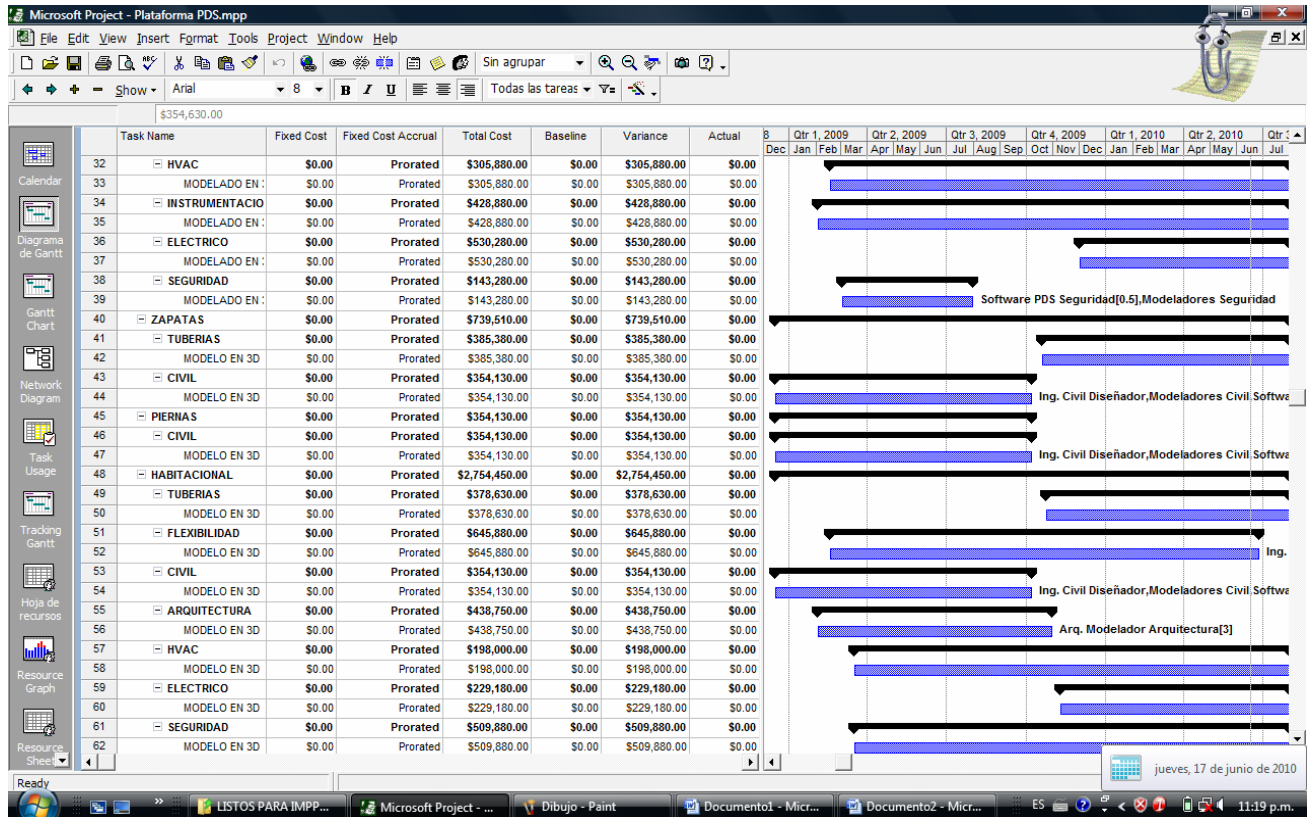 Microsoft Project - Plataforma PDS.mpp
File Edit View Insert Format Tools Project Window Help
Sin agrupar
Show Arial 8 B I U Todas las tareas
$354,630.00
Task Name Fixed Cost Fixed Cost Accrual Total Cost Baseline Variance Actual
8 Qtr 1, 2009 Qtr 2, 2009 Qtr 3, 2009 Qtr 4, 2009 Qtr 1, 2010 Qtr 2, 2010 Qtr 3
Dec Jan Feb Mar Apr May Jun Jul Aug Sep Oct Nov Dec Jan Feb Mar Apr May Jun Jul
32 HVAC $0.00 Prorated $305,880.00 $0.00 $305,880.00 $0.00
33 MODELADO EN $0.00 Prorated $305,880.00 $0.00 $305,880.00 $0.00
34 INSTRUMENTACIO $0.00 Prorated $428,880.00 $0.00 $428,880.00 $0.00
35 MODELADO EN $0.00 Prorated $428,880.00 $0.00 $428,880.00 $0.00
36 ELECTRICO $0.00 Prorated $530,280.00 $0.00 $530,280.00 $0.00
37 MODELADO EN $0.00 Prorated $530,280.00 $0.00 $530,280.00 $0.00
38 SEGURIDAD $0.00 Prorated $143,280.00 $0.00 $143,280.00 $0.00
39 MODELADO EN $0.00 Prorated $143,280.00 $0.00 $143,280.00 $0.00 Software PDS Seguridad[0.5],Modeladores Seguridad
40 ZAPATAS $0.00 Prorated $739,510.00 $0.00 $739,510.00 $0.00
41 TUBERIAS $0.00 Prorated $385,380.00 $0.00 $385,380.00 $0.00
42 MODELO EN 3D $0.00 Prorated $385,380.00 $0.00 $385,380.00 $0.00
43 CIVIL $0.00 Prorated $354,130.00 $0.00 $354,130.00 $0.00
44 MODELO EN 3D $0.00 Prorated $354,130.00 $0.00 $354,130.00 $0.00 Ing. Civil Diseñador,Modeladores Civil,Softwa
45 PIERNAS $0.00 Prorated $354,130.00 $0.00 $354,130.00 $0.00
46 CIVIL $0.00 Prorated $354,130.00 $0.00 $354,130.00 $0.00
47 MODELO EN 3D $0.00 Prorated $354,130.00 $0.00 $354,130.00 $0.00 Ing. Civil Diseñador,Modeladores Civil,Softwa
48 HABITACIONAL $0.00 Prorated $2,754,450.00 $0.00 $2,754,450.00 $0.00
49 TUBERIAS $0.00 Prorated $378,630.00 $0.00 $378,630.00 $0.00
50 MODELO EN 3D $0.00 Prorated $378,630.00 $0.00 $378,630.00 $0.00
51 FLEXIBILIDAD $0.00 Prorated $645,880.00 $0.00 $645,880.00 $0.00
52 MODELO EN 3D $0.00 Prorated $645,880.00 $0.00 $645,880.00 $0.00 Ing.
53 CIVIL $0.00 Prorated $354,130.00 $0.00 $354,130.00 $0.00
54 MODELO EN 3D $0.00 Prorated $354,130.00 $0.00 $354,130.00 $0.00 Ing. Civil Diseñador,Modeladores Civil,Softwa
55 ARQUITECTURA $0.00 Prorated $438,750.00 $0.00 $438,750.00 $0.00
56 MODELO EN 3D $0.00 Prorated $438,750.00 $0.00 $438,750.00 $0.00 Arq. Modelador Arquitectura[3]
57 HVAC $0.00 Prorated $198,000.00 $0.00 $198,000.00 $0.00
58 MODELO EN 3D $0.00 Prorated $198,000.00 $0.00 $198,000.00 $0.00
59 ELECTRICO $0.00 Prorated $229,180.00 $0.00 $229,180.00 $0.00
60 MODELO EN 3D $0.00 Prorated $229,180.00 $0.00 $229,180.00 $0.00
61 SEGURIDAD $0.00 Prorated $509,880.00 $0.00 $509,880.00 $0.00
62 MODELO EN 3D $0.00 Prorated $509,880.00 $0.00 $509,880.00 $0.00
Calendar
Diagrama
de Gantt
Gantt
Chart
Network
Diagram
Task
Usage
Tracking
Gantt
Hoja de
recursos
Resource
Graph
Resource
Sheet
jueves, 17 de junio de 2010
Ready
LISTOS PARA IMPP... Microsoft Project - ... Dibujo - Paint Documento1 - Micr... Documento2 - Micr... ES 11:19 p.m.